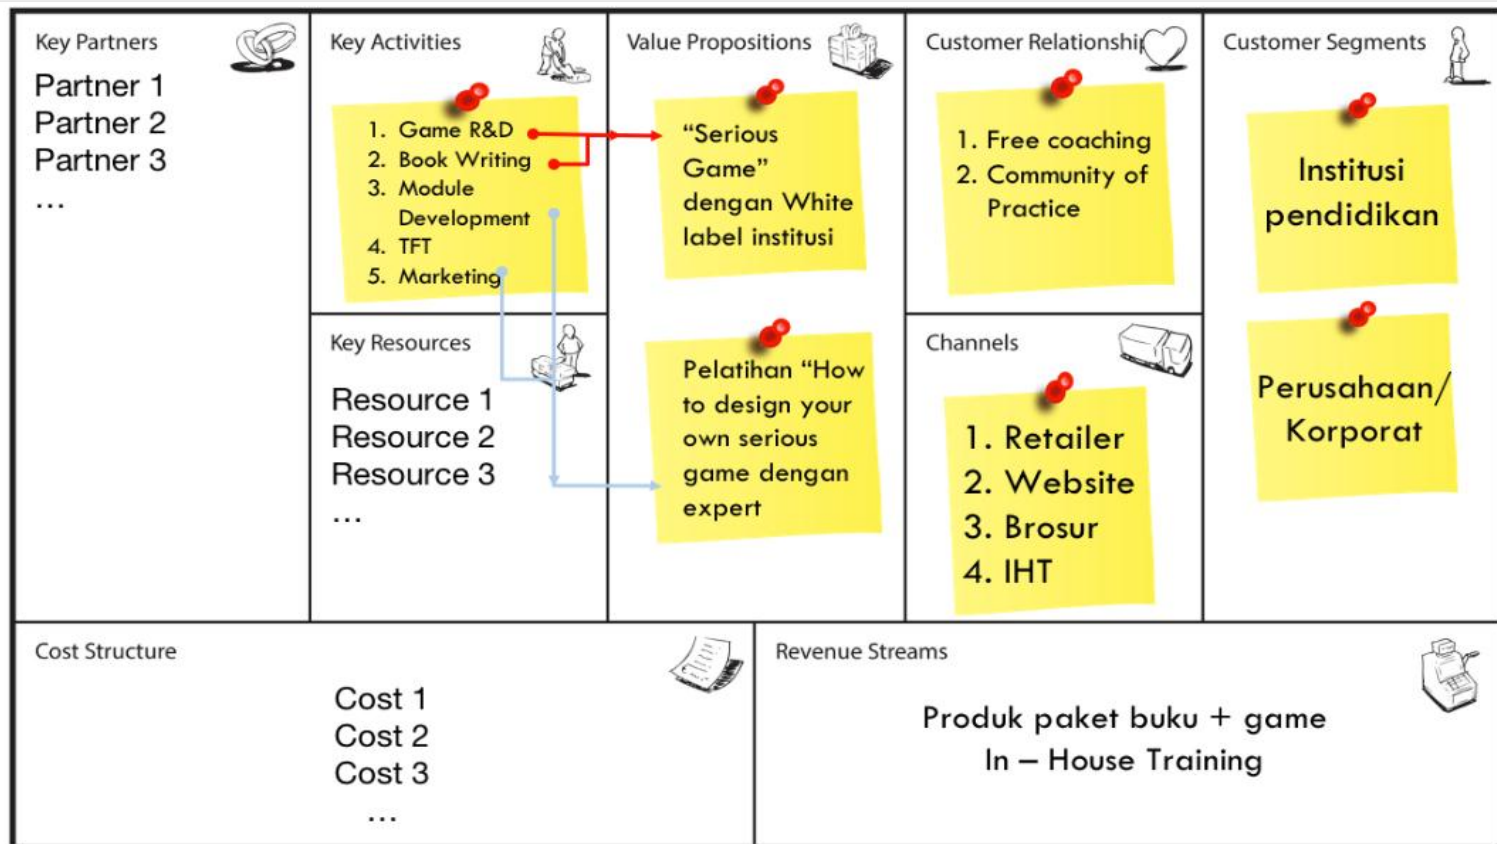 Key Partners
Partner 1
Partner 2
Partner 3
...
Key Activities
1. Game R&D
2. Book Writing
3. Module
Development
4. TFT
5. Marketing
Key Resources
Resource 1
Resource 2
Resource 3
...
Value Propositions
“Serious
Game”
dengan White
label institusi
Pelatihan “How
to design your
own serious
game dengan
expert
Customer Relationship
1. Free coaching
2. Community of
Practice
Channels
1. Retailer
2. Website
3. Brosur
4. IHT
Customer Segments
Institusi
pendidikan
Perusahaan/
Korporat
Cost Structure
Cost 1
Cost 2
Cost 3
...
Revenue Streams
Produk paket buku + game
In – House Training